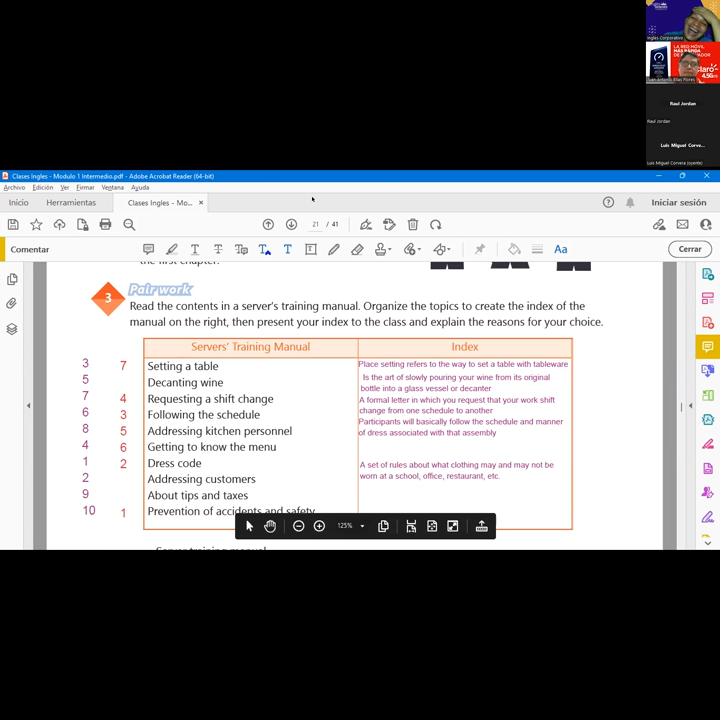 Ingles Corporativo
LA RED MÓVIL
MÁS RÁPIDA
DE
Claro
4.5G
Juan Antonio Elias Flores
Raul Jordan
Raul Jordan
Luis Miguel Corve...
Luis Miguel Corvera (oyente)
Clases Ingles - Modulo 1 Intermedio.pdf - Adobe Acrobat Reader (64-bit)
Archivo Edición Ver Firmar Ventana Ayuda
Inicio Herramientas Clases Ingles - Mo... × Iniciar sesión
21 / 41
Comentar Aa Cerrar
the first chapter.
3 Pair work
Read the contents in a server's training manual. Organize the topics to create the index of the
manual on the right, then present your index to the class and explain the reasons for your choice.
Servers' Training Manual Index
3 7 Setting a table Place setting refers to the way to set a table with tableware
5 Decanting wine Is the art of slowly pouring your wine from its original
bottle into a glass vessel or decanter
7 4 Requesting a shift change A formal letter in which you request that your work shift
change from one schedule to another
6 3 Following the schedule Participants will basically follow the schedule and manner
of dress associated with that assembly
8 5 Addressing kitchen personnel
4 6 Getting to know the menu
1 2 Dress code A set of rules about what clothing may and may not be
worn at a school, office, restaurant, etc.
2 Addressing customers
9 About tips and taxes
10 1 Prevention of accidents and safety
125%
Server training manual